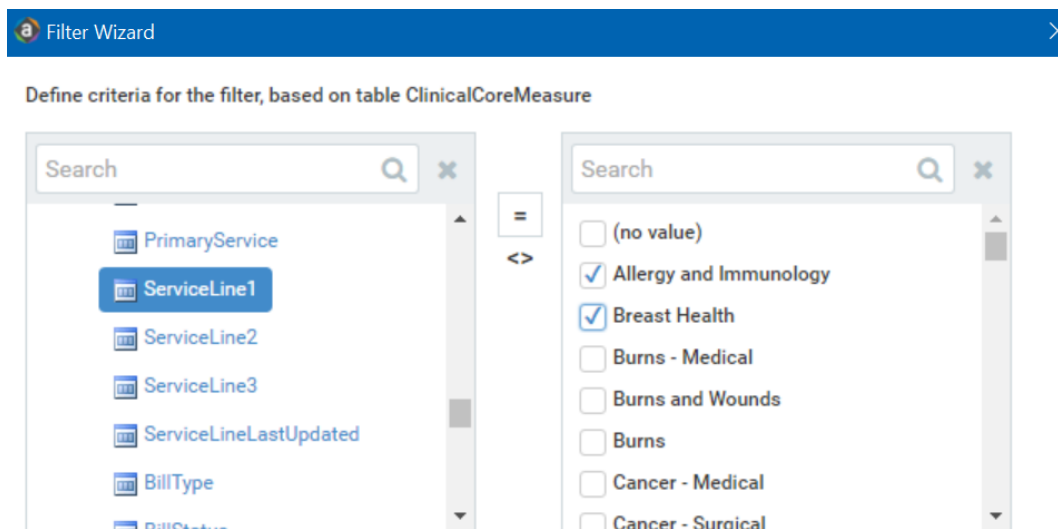 Filter Wizard
Define criteria for the filter, based on table ClinicalCoreMeasure
Search
PrimaryService
ServiceLine1
ServiceLine2
ServiceLine3
ServiceLineLastUpdated
BillType
BillStatus
=
<>
Search
(no value)
Allergy and Immunology
Breast Health
Burns - Medical
Burns and Wounds
Burns
Cancer - Medical
Cancer - Surgical